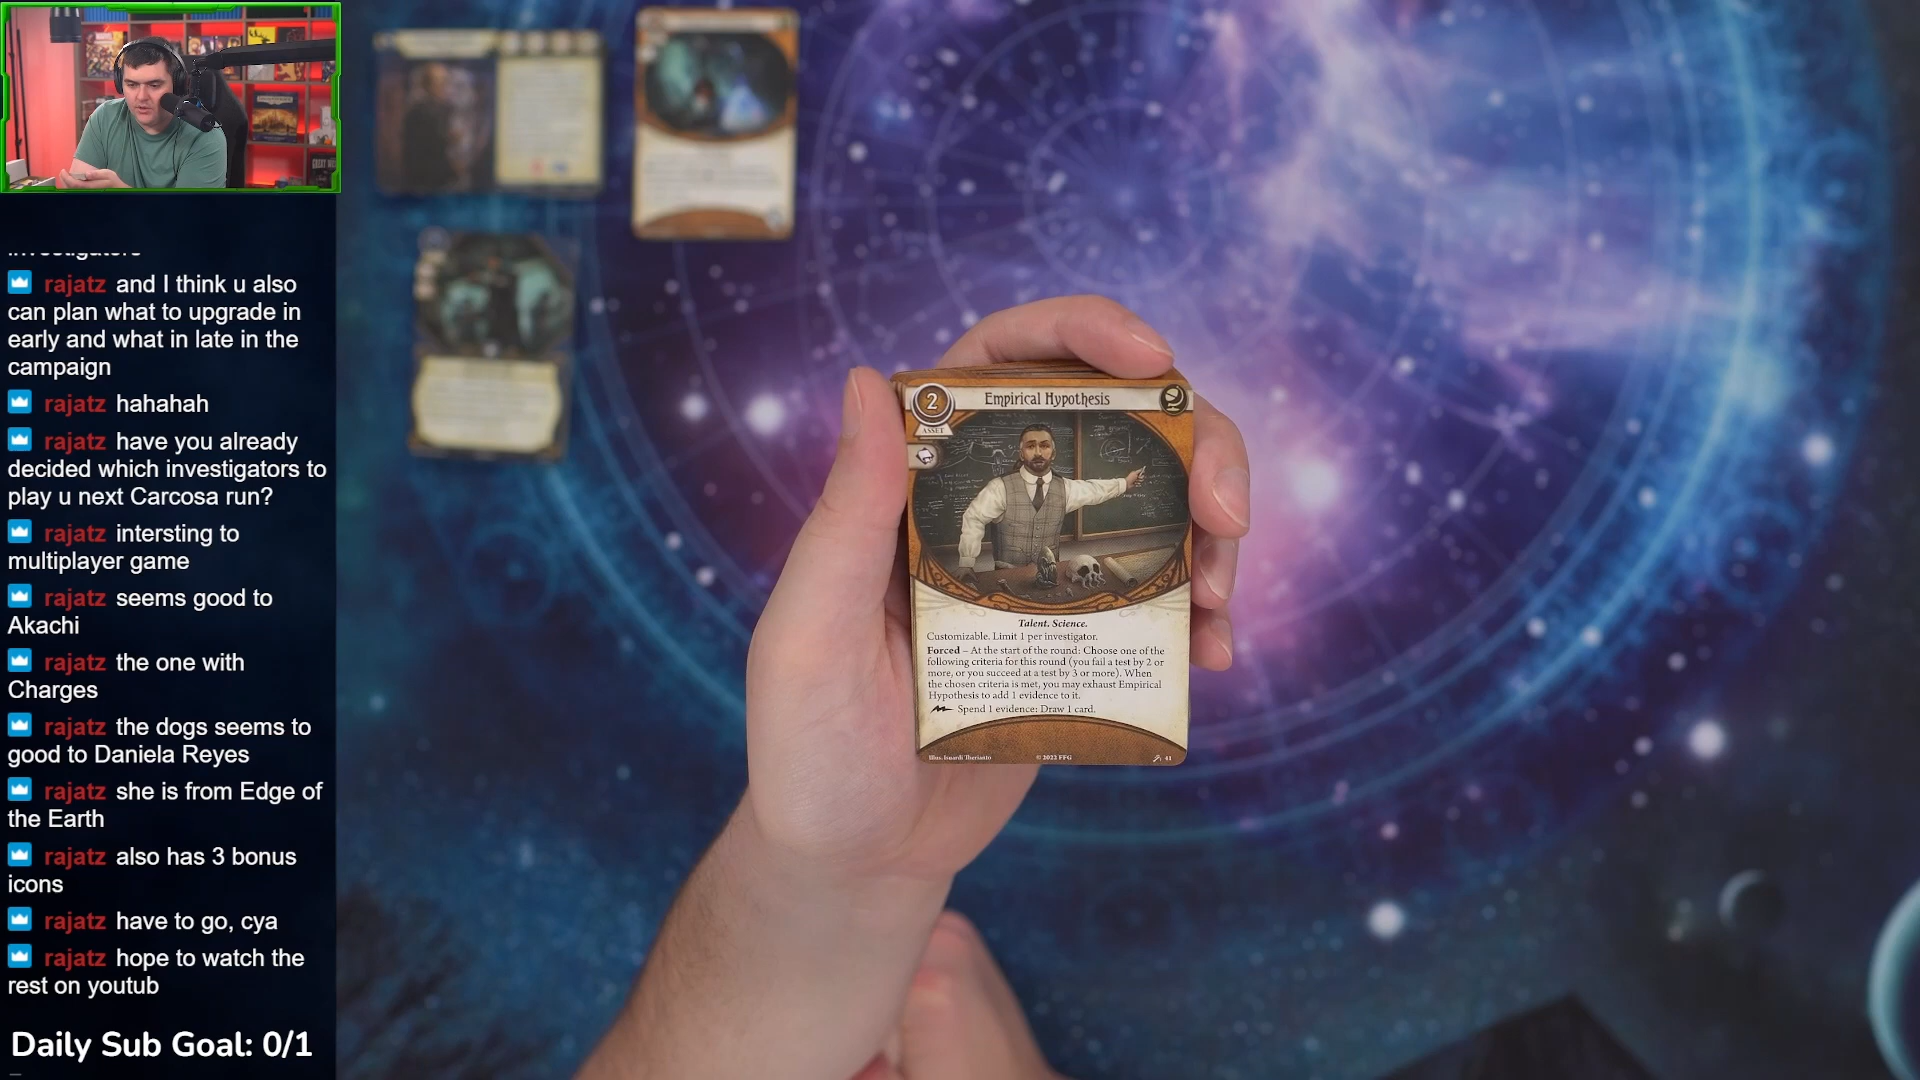 rajatz and I think u also
can plan what to upgrade in
early and what in late in the
campaign
rajatz hahahah
rajatz have you already
decided which investigators to
play u next Carcosa run?
rajatz intersting to
multiplayer game
rajatz seems good to
Akachi
rajatz the one with
Charges
rajatz the dogs seems to
good to Daniela Reyes
rajatz she is from Edge of
the Earth
rajatz also has 3 bonus
icons
rajatz have to go, cya
rajatz hope to watch the
rest on youtub
Daily Sub Goal: 0/1
2
Empirical Hypothesis
ASSET
Talent. Science.
Customizable. Limit 1 per investigator.
Forced – At the start of the round: Choose one of the
following criteria for this round (you fail a test by 2 or
more, or you succeed at a test by 3 or more). When
the chosen criteria is met, you may exhaust Empirical
Hypothesis to add 1 evidence to it.
Spend 1 evidence: Draw 1 card.
© 2022 FFG
41